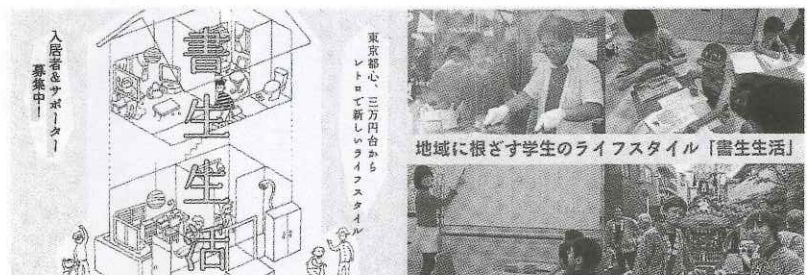 東京都心、三万円台から
レトロで新しいライフスタイル
書生生活
入居者&サポーター
募集中!
地域に根ざす学生のライフスタイル「書生生活」